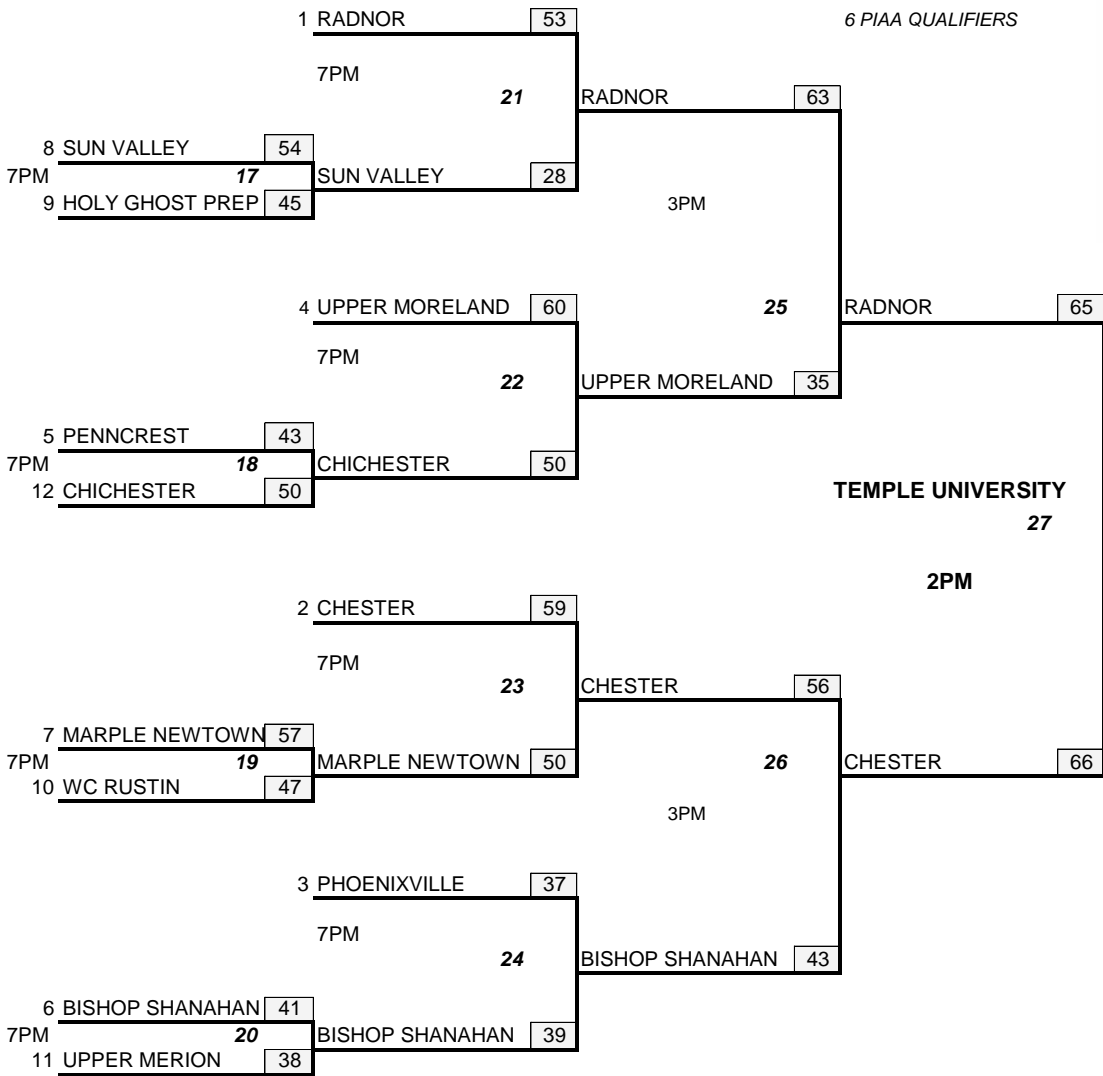 1 RADNOR 53 6 PIAA QUALIFIERS
7PM
21 RADNOR 63
8 SUN VALLEY 54
7PM 17 SUN VALLEY 28
9 HOLY GHOST PREP 45 3PM
4 UPPER MORELAND 60 25 RADNOR 65
7PM
22 UPPER MORELAND 35
5 PENNCREST 43
7PM 18 CHICHESTER 50
12 CHICHESTER 50 TEMPLE UNIVERSITY
27
2PM
2 CHESTER 59
7PM
23 CHESTER 56
7 MARPLE NEWTOWN 57
7PM 19 MARPLE NEWTOWN 50 26 CHESTER 66
10 WC RUSTIN 47
3PM
3 PHOENIXVILLE 37
7PM
24 BISHOP SHANAHAN 43
6 BISHOP SHANAHAN 41
7PM 20 BISHOP SHANAHAN 39
11 UPPER MERION 38